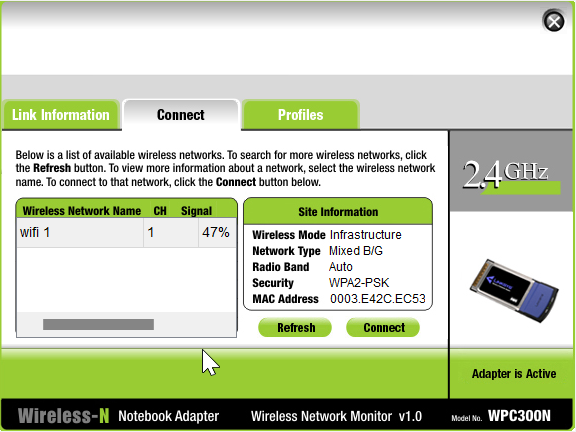 Link Information
Connect
Profiles
Below is a list of available wireless networks. To search for more wireless networks, click
the Refresh button. To view more information about a network, select the wireless network
name. To connect to that network, click the Connect button below.
2.4GHz
Wireless Network Name CH Signal
wifi 1 1 47%
Site Information
Wireless Mode Infrastructure
Network Type Mixed B/G
Radio Band Auto
Security WPA2-PSK
MAC Address 0003.E42C.EC53
Refresh
Connect
Adapter is Active
Wireless-N Notebook Adapter Wireless Network Monitor v1.0 Model No. WPC300N